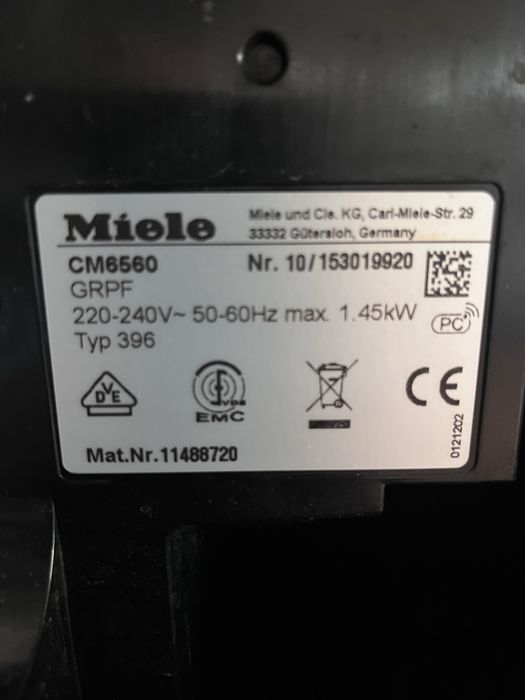 Miele
Miele und Cie. KG, Carl-Miele-Str. 29
33332 Gütersloh, Germany
CM6560 Nr. 10/153019920
GRPF
220-240V~ 50-60Hz max. 1.45kW
PC
Typ 396
DVE
VDE
EMC
CE
0121202
Mat.Nr.11488720